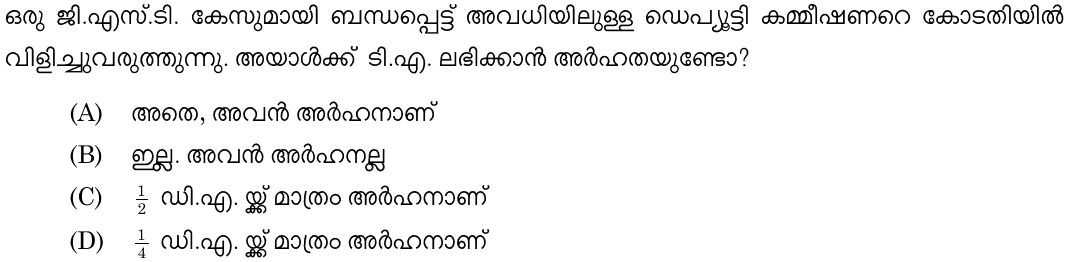 ഒരു ജി.എസ്.ടി. കേസുമായി ബന്ധപ്പെട്ട് അവധിയിലുള്ള ഡെപ്യൂട്ടി കമ്മീഷണറെ കോടതിയിൽ
വിളിച്ചുവരുത്തുന്നു. അയാൾക്ക് ടി.എ. ലഭിക്കാൻ അർഹതയുണ്ടോ?
(A) അതെ, അവൻ അർഹനാണ്
(B) ഇല്ല. അവൻ അർഹനല്ല
(C) 1/2 ഡി.എ. യ്ക്ക് മാത്രം അർഹനാണ്
(D) 1/4 ഡി.എ. യ്ക്ക് മാത്രം അർഹനാണ്